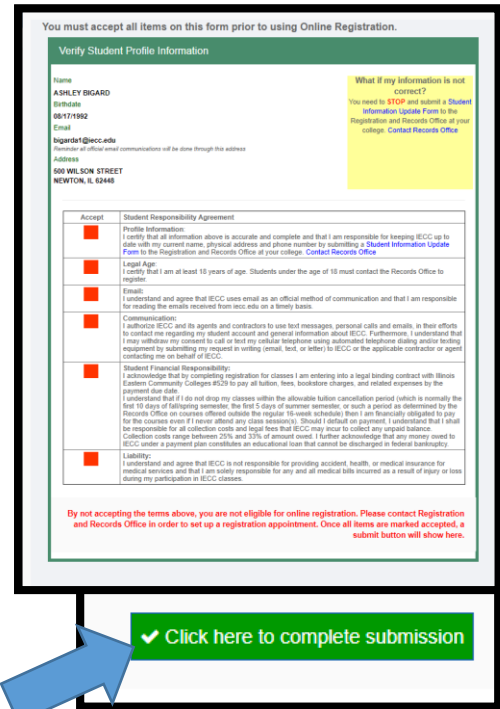 You must accept all items on this form prior to using Online Registration.
Verify Student Profile Information
Name
ASHLEY BIGARD
Birthdate
08/17/1992
Email
bigarda1@iecc.edu
Reminder all official email communications will be done through this address
Address
500 WILSON STREET
NEWTON, IL 62448
What if my information is not
correct?
You need to STOP and submit a Student
Information Update Form to the
Registration and Records Office at your
college. Contact Records Office
Accept Student Responsibility Agreement
Profile Information:
I certify that all information above is accurate and complete and that I am responsible for keeping IECC up to
date with my current name, physical address and phone number by submitting a Student Information Update
Form to the Registration and Records Office at your college. Contact Records Office
Legal Age:
I certify that I am at least 18 years of age. Students under the age of 18 must contact the Records Office to
register.
Email:
I understand and agree that IECC uses email as an official method of communication and that I am responsible
for reading the emails received from iecc.edu on a timely basis.
Communication:
I authorize IECC and its agents and contractors to use text messages, personal calls and emails, in their efforts
to contact me regarding my student account and general information about IECC. Furthermore, I understand that
I may withdraw my consent to call or text my cellular telephone using automated telephone dialing and/or texting
equipment by submitting my request in writing (email, text, or letter) to IECC or the applicable contractor or agent
contacting me on behalf of IECC.
Student Financial Responsibility:
I acknowledge that by completing registration for classes I am entering into a legal binding contract with Illinois
Eastern Community Colleges #529 to pay all tuition, fees, bookstore charges, and related expenses by the
payment due date.
I understand that if I do not drop my classes within the allowable tuition cancellation period (which is normally the
first 10 days of fall/spring semester, the first 5 days of summer semester, or such a period as determined by the
Records Office on courses offered outside the regular 16-week schedule) then I am financially obligated to pay
for the courses even if I never attend any class session(s). Should I default on payment, I understand that I shall
be responsible for all collection costs and legal fees that IECC may incur to collect any unpaid balance.
Collection costs range between 25% and 33% of amount owed. I further acknowledge that any money owed to
IECC under a payment plan constitutes an educational loan that cannot be discharged in federal bankruptcy.
Liability:
I understand and agree that IECC is not responsible for providing accident, health, or medical insurance for
medical services and that I am solely responsible for any and all medical bills incurred as a result of injury or loss
during my participation in IECC classes.
By not accepting the terms above, you are not eligible for online registration. Please contact Registration
and Records Office in order to set up a registration appointment. Once all items are marked accepted, a
submit button will show here.
✔ Click here to complete submission